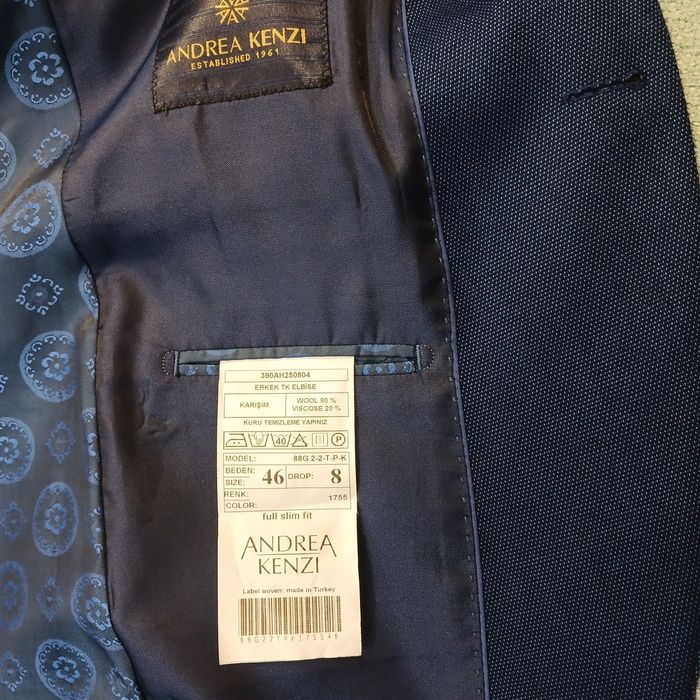 ANDREA KENZI
ESTABLISHED 1961
390AH250804
ERKEK TK ELBİSE
KARIŞIM
WOOL 80 %
VISCOSE 20 %
KURU TEMIZLEME YAPINIZ
40
P
MODEL: 88G 2-2-T-P-K
BEDEN:
SIZE: 46 DROP: 8
RENK:
COLOR: 1755
full slim fit
ANDREA
KENZI
Label woven: made in Turkey
88G22TPK175546